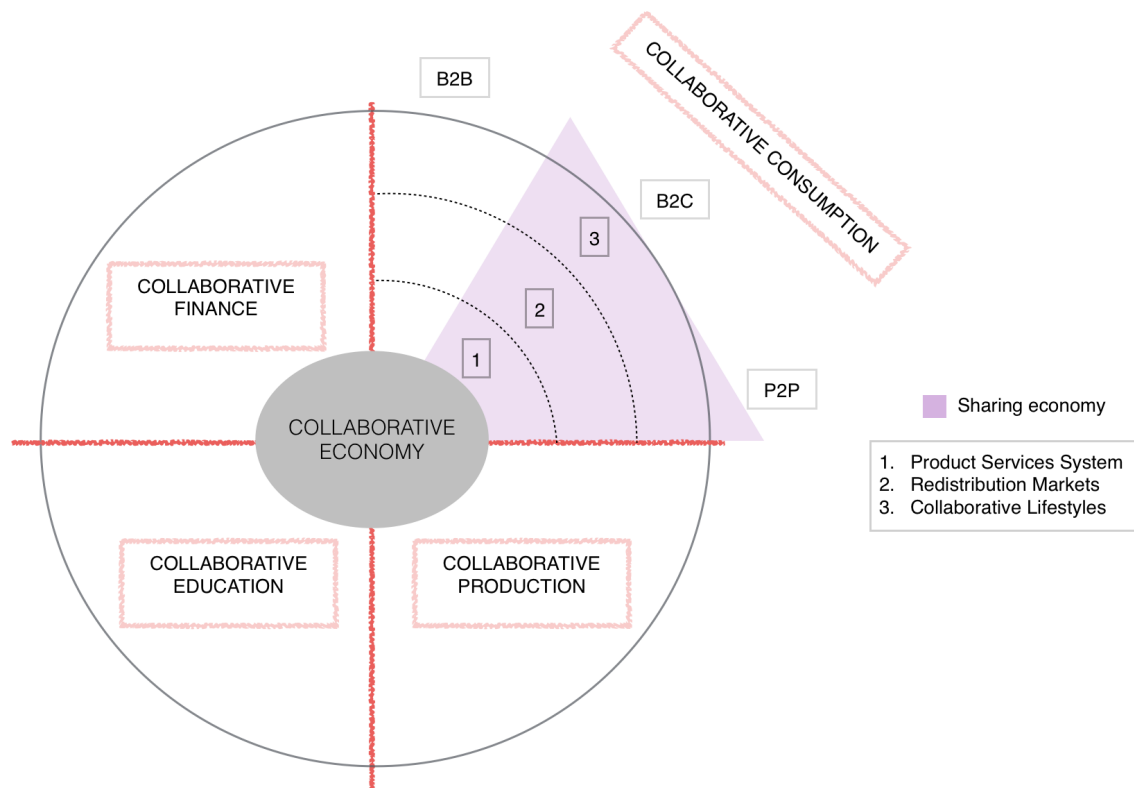 B2B
COLLABORATIVE CONSUMPTION
B2C
3
COLLABORATIVE
FINANCE
2
1
P2P
COLLABORATIVE
ECONOMY
Sharing economy
1. Product Services System
2. Redistribution Markets
3. Collaborative Lifestyles
COLLABORATIVE
EDUCATION
COLLABORATIVE
PRODUCTION